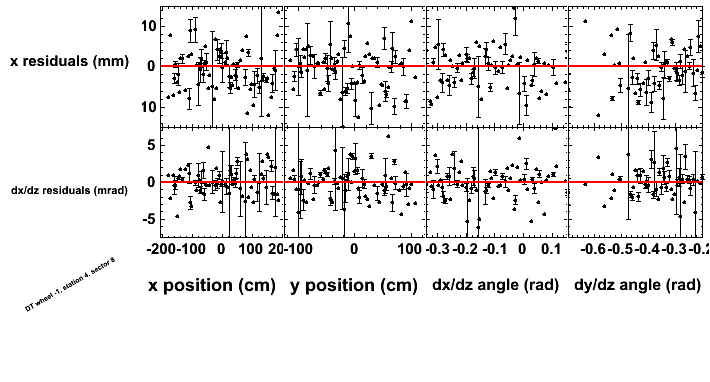 10
x residuals (mm)
0
10
5
dx/dz residuals (mrad)
0
-5
-200 -100 0 100 20 -100 0 100 -0.3 -0.2 -0.1 0 0.1 -0.6 -0.5 -0.4 -0.3 -0.2
x position (cm) y position (cm) dx/dz angle (rad) dy/dz angle (rad)
DT wheel -1, station 4, sector 8